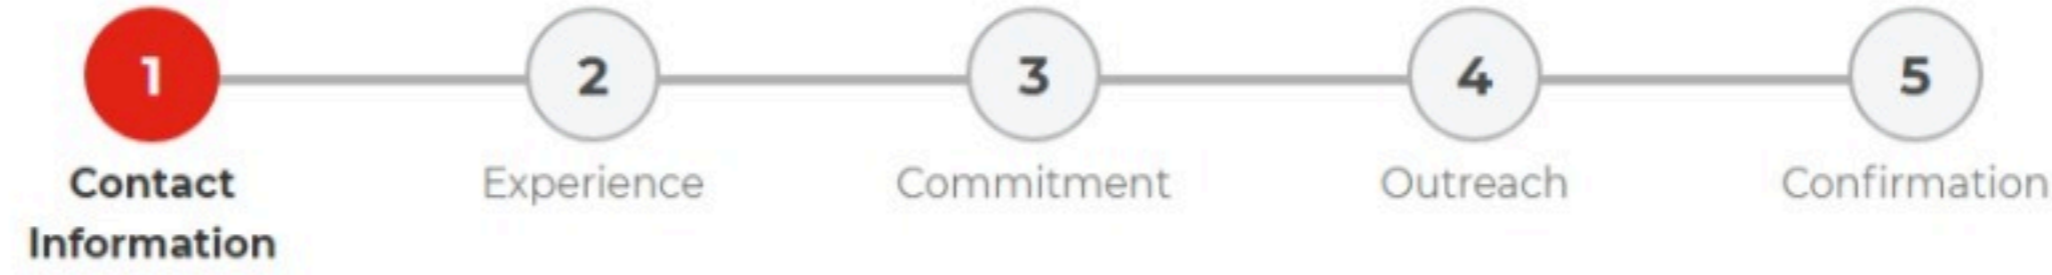 1 2 3 4 5
Contact Experience Commitment Outreach Confirmation
Information